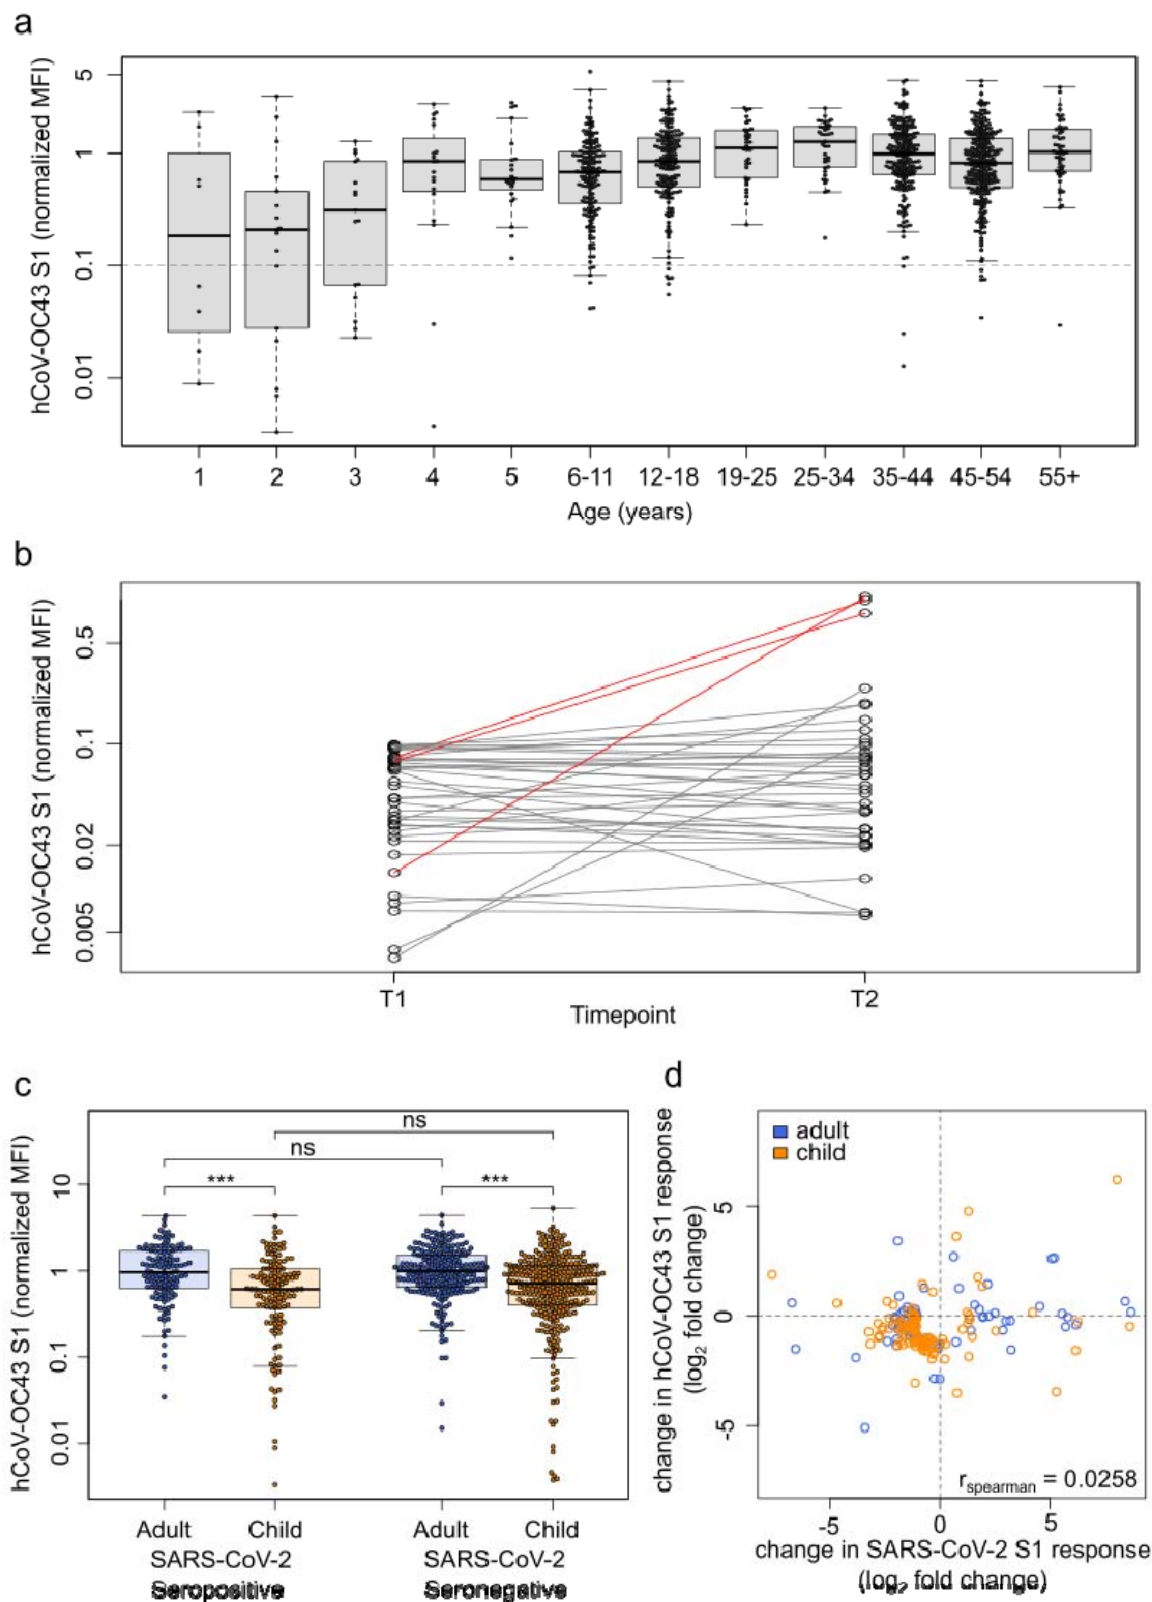 a
hCoV-OC43 S1 (normalized MFI)
5
1
0.1
0.01
1 2 3 4 5 6-11 12-18 19-25 25-34 35-44 45-54 55+
Age (years)
b
hCoV-OC43 S1 (normalized MFI)
0.5
0.1
0.02
0.005
T1 T2
Timepoint
c
hCoV-OC43 S1 (normalized MFI)
10
1
0.1
0.01
ns
ns
*** ***
Adult Child Adult Child
SARS-CoV-2 SARS-CoV-2
Seropositive Seronegative
d
change in hCoV-OC43 S1 response
(log2 fold change)
5
0
-5
adult
child
rspearman = 0.0258
-5 0 5
change in SARS-CoV-2 S1 response
(log2 fold change)